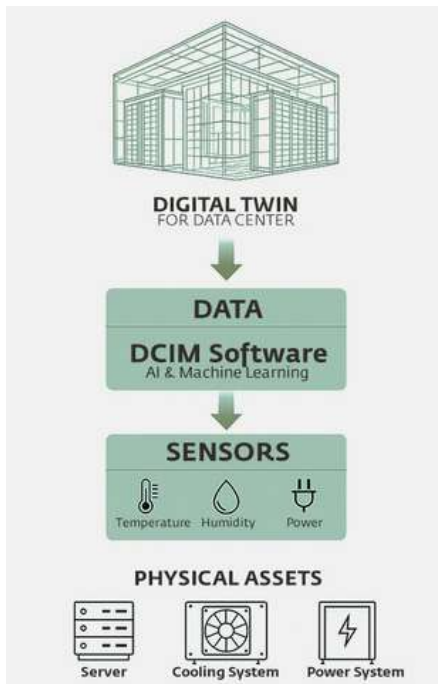 DIGITAL TWIN
FOR DATA CENTER
DATA
DCIM Software
AI & Machine Learning
SENSORS
Temperature Humidity Power
PHYSICAL ASSETS
Server Cooling System Power System